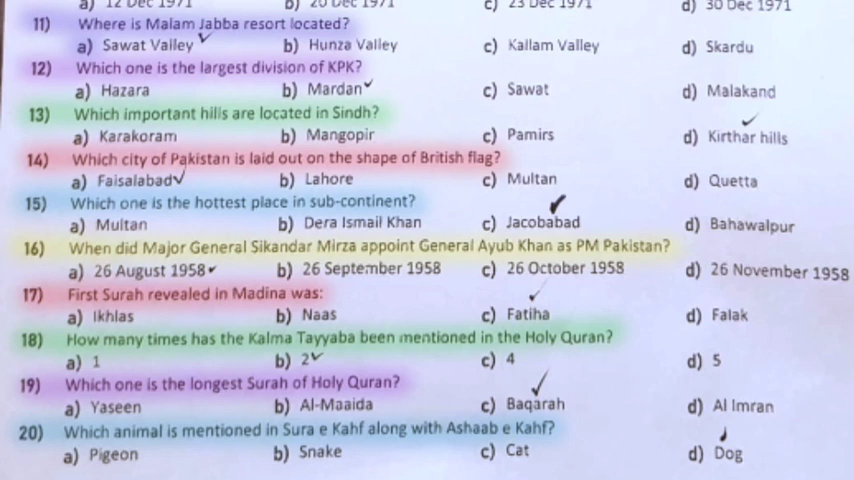 a) 12 Dec 1971 b) 20 Dec 1971 c) 23 Dec 1971 d) 30 Dec 1971
11) Where is Malam Jabba resort located?
a) Sawat Valley b) Hunza Valley c) Kallam Valley d) Skardu
12) Which one is the largest division of KPK?
a) Hazara b) Mardan c) Sawat d) Malakand
13) Which important hills are located in Sindh?
a) Karakoram b) Mangopir c) Pamirs d) Kirthar hills
14) Which city of Pakistan is laid out on the shape of British flag?
a) Faisalabad b) Lahore c) Multan d) Quetta
15) Which one is the hottest place in sub-continent?
a) Multan b) Dera Ismail Khan c) Jacobabad d) Bahawalpur
16) When did Major General Sikandar Mirza appoint General Ayub Khan as PM Pakistan?
a) 26 August 1958 b) 26 September 1958 c) 26 October 1958 d) 26 November 1958
17) First Surah revealed in Madina was:
a) Ikhlas b) Naas c) Fatiha d) Falak
18) How many times has the Kalma Tayyaba been mentioned in the Holy Quran?
a) 1 b) 2 c) 4 d) 5
19) Which one is the longest Surah of Holy Quran?
a) Yaseen b) Al-Maaida c) Baqarah d) Al Imran
20) Which animal is mentioned in Sura e Kahf along with Ashaab e Kahf?
a) Pigeon b) Snake c) Cat d) Dog